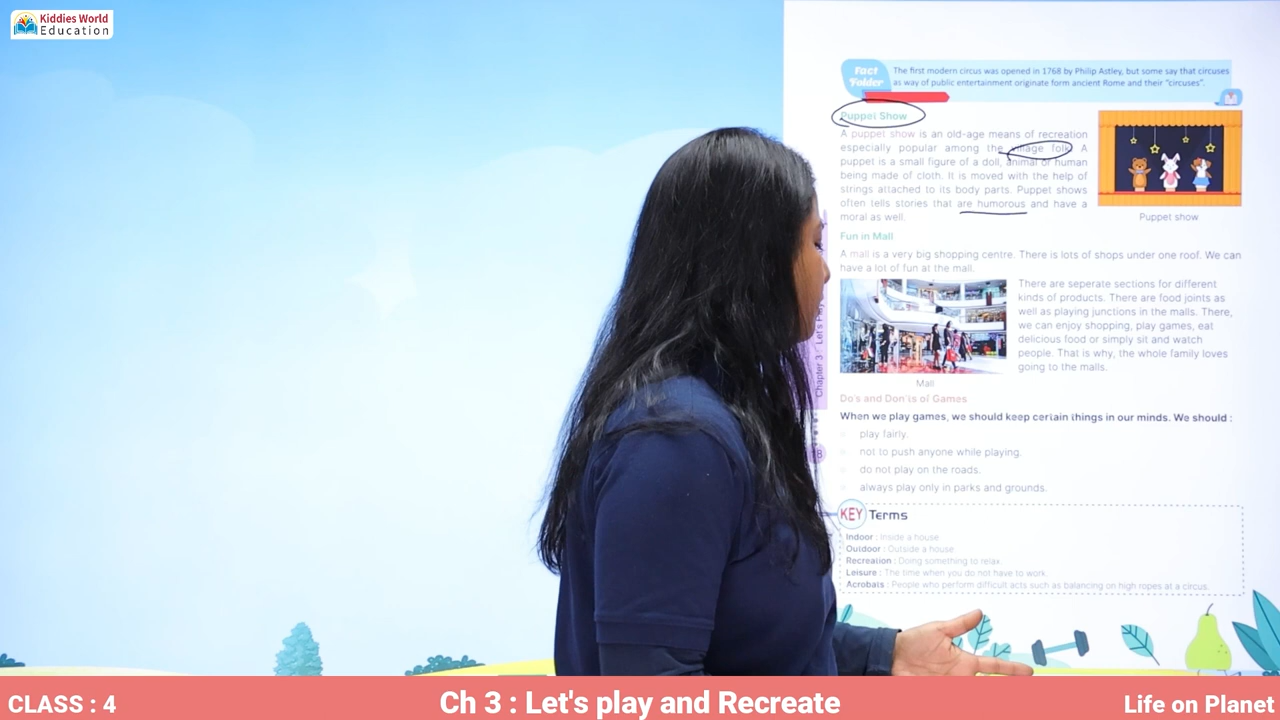 Kiddies World
Education
Fact
Folder
The first modern circus was opened in 1768 by Philip Astley, but some say that circuses
as way of public entertainment originate form ancient Rome and their "circuses".
Puppet Show
A puppet show is an old-age means of recreation
especially popular among the village folk. A
puppet is a small figure of a doll, animal or human
being made of cloth. It is moved with the help of
strings attached to its body parts. Puppet shows
often tells stories that are humorous and have a
moral as well.
Puppet show
Fun in Mall
A mall is a very big shopping centre. There is lots of shops under one roof. We can
have a lot of fun at the mall.
There are seperate sections for different
kinds of products. There are food joints as
well as playing junctions in the malls. There,
we can enjoy shopping, play games, eat
delicious food or simply sit and watch
people. That is why, the whole family loves
going to the malls.
Mall
Chapter 3 : Let's Play
Do's and Don'ts of Games
When we play games, we should keep certain things in our minds. We should :
play fairly.
not to push anyone while playing.
do not play on the roads.
always play only in parks and grounds.
KEY Terms
Indoor : Inside a house
Outdoor : Outside a house
Recreation : Doing something to relax.
Leisure : The time when you do not have to work
Acrobats : People who perform difficult acts such as balancing on high ropes at a circus.
CLASS : 4
Ch 3 : Let's play and Recreate
Life on Planet